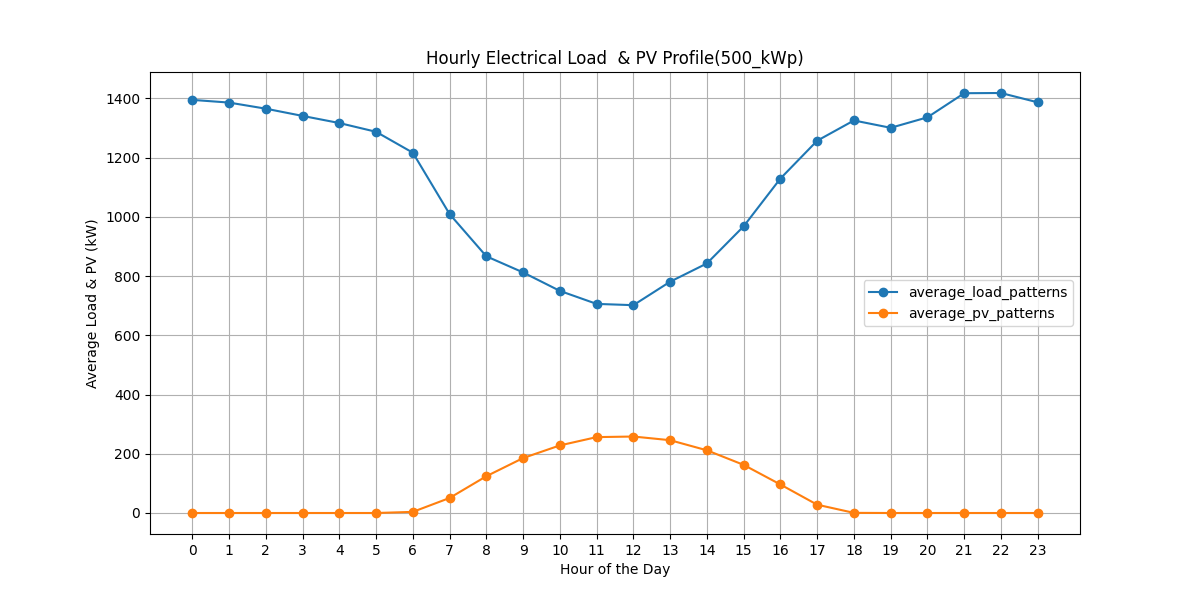 Hourly Electrical Load  & PV Profile(500_kWp)
1400
1200
1000
800
600
400
200
0
Average Load & PV (kW)
average_load_patterns
average_pv_patterns
0 1 2 3 4 5 6 7 8 9 10 11 12 13 14 15 16 17 18 19 20 21 22 23
Hour of the Day